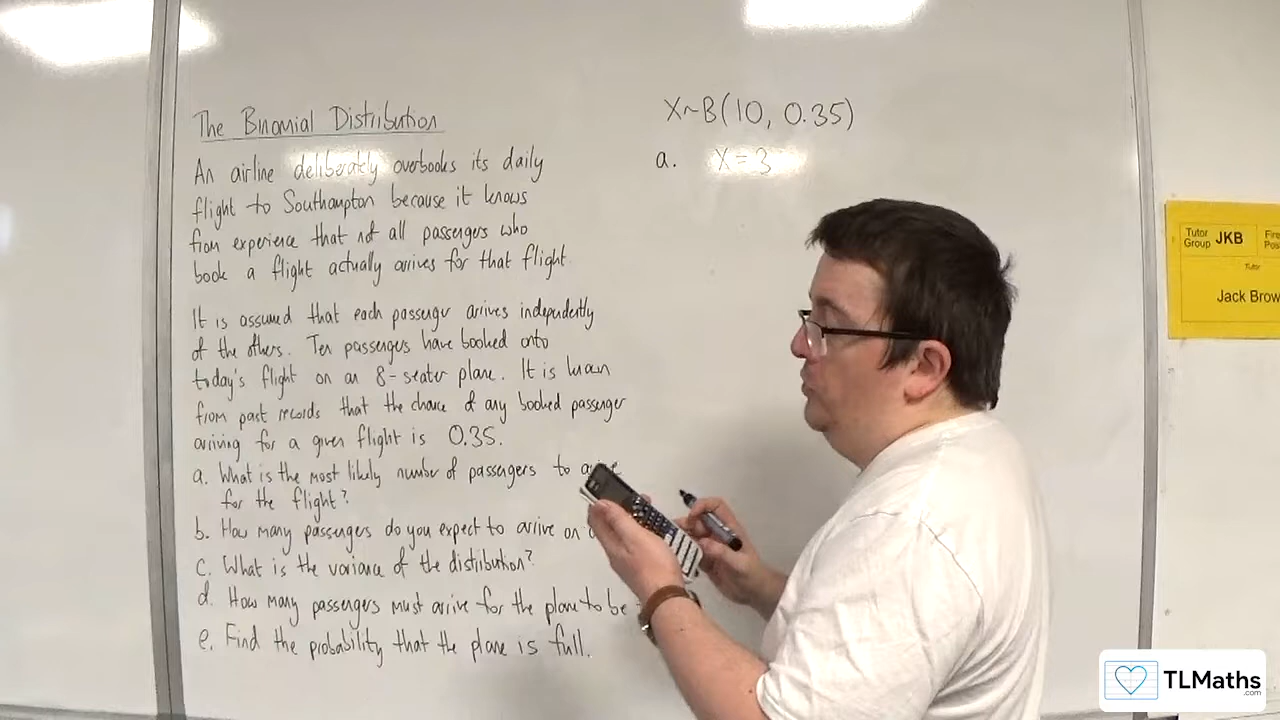 The Binomial Distribution
An airline deliberately overbooks its daily
flight to Southampton because it knows
from experience that not all passengers who
book a flight actually arrives for that flight.
It is assumed that each passenger arrives independently
of the others. Ten passengers have booked onto
today's flight on an 8-seater plane. It is known
from past records that the chance of any booked passenger
arriving for a given flight is 0.35.
a. What is the most likely number of passengers to arrive
for the flight?
b. How many passengers do you expect to arrive on
c. What is the variance of the distribution?
d. How many passengers must arrive for the plane to be
e. Find the probability that the plane is full.
X~B(10, 0.35)
a. X = 3
Tutor
Group JKB
Tutor
Jack Brow
TLMaths
.com